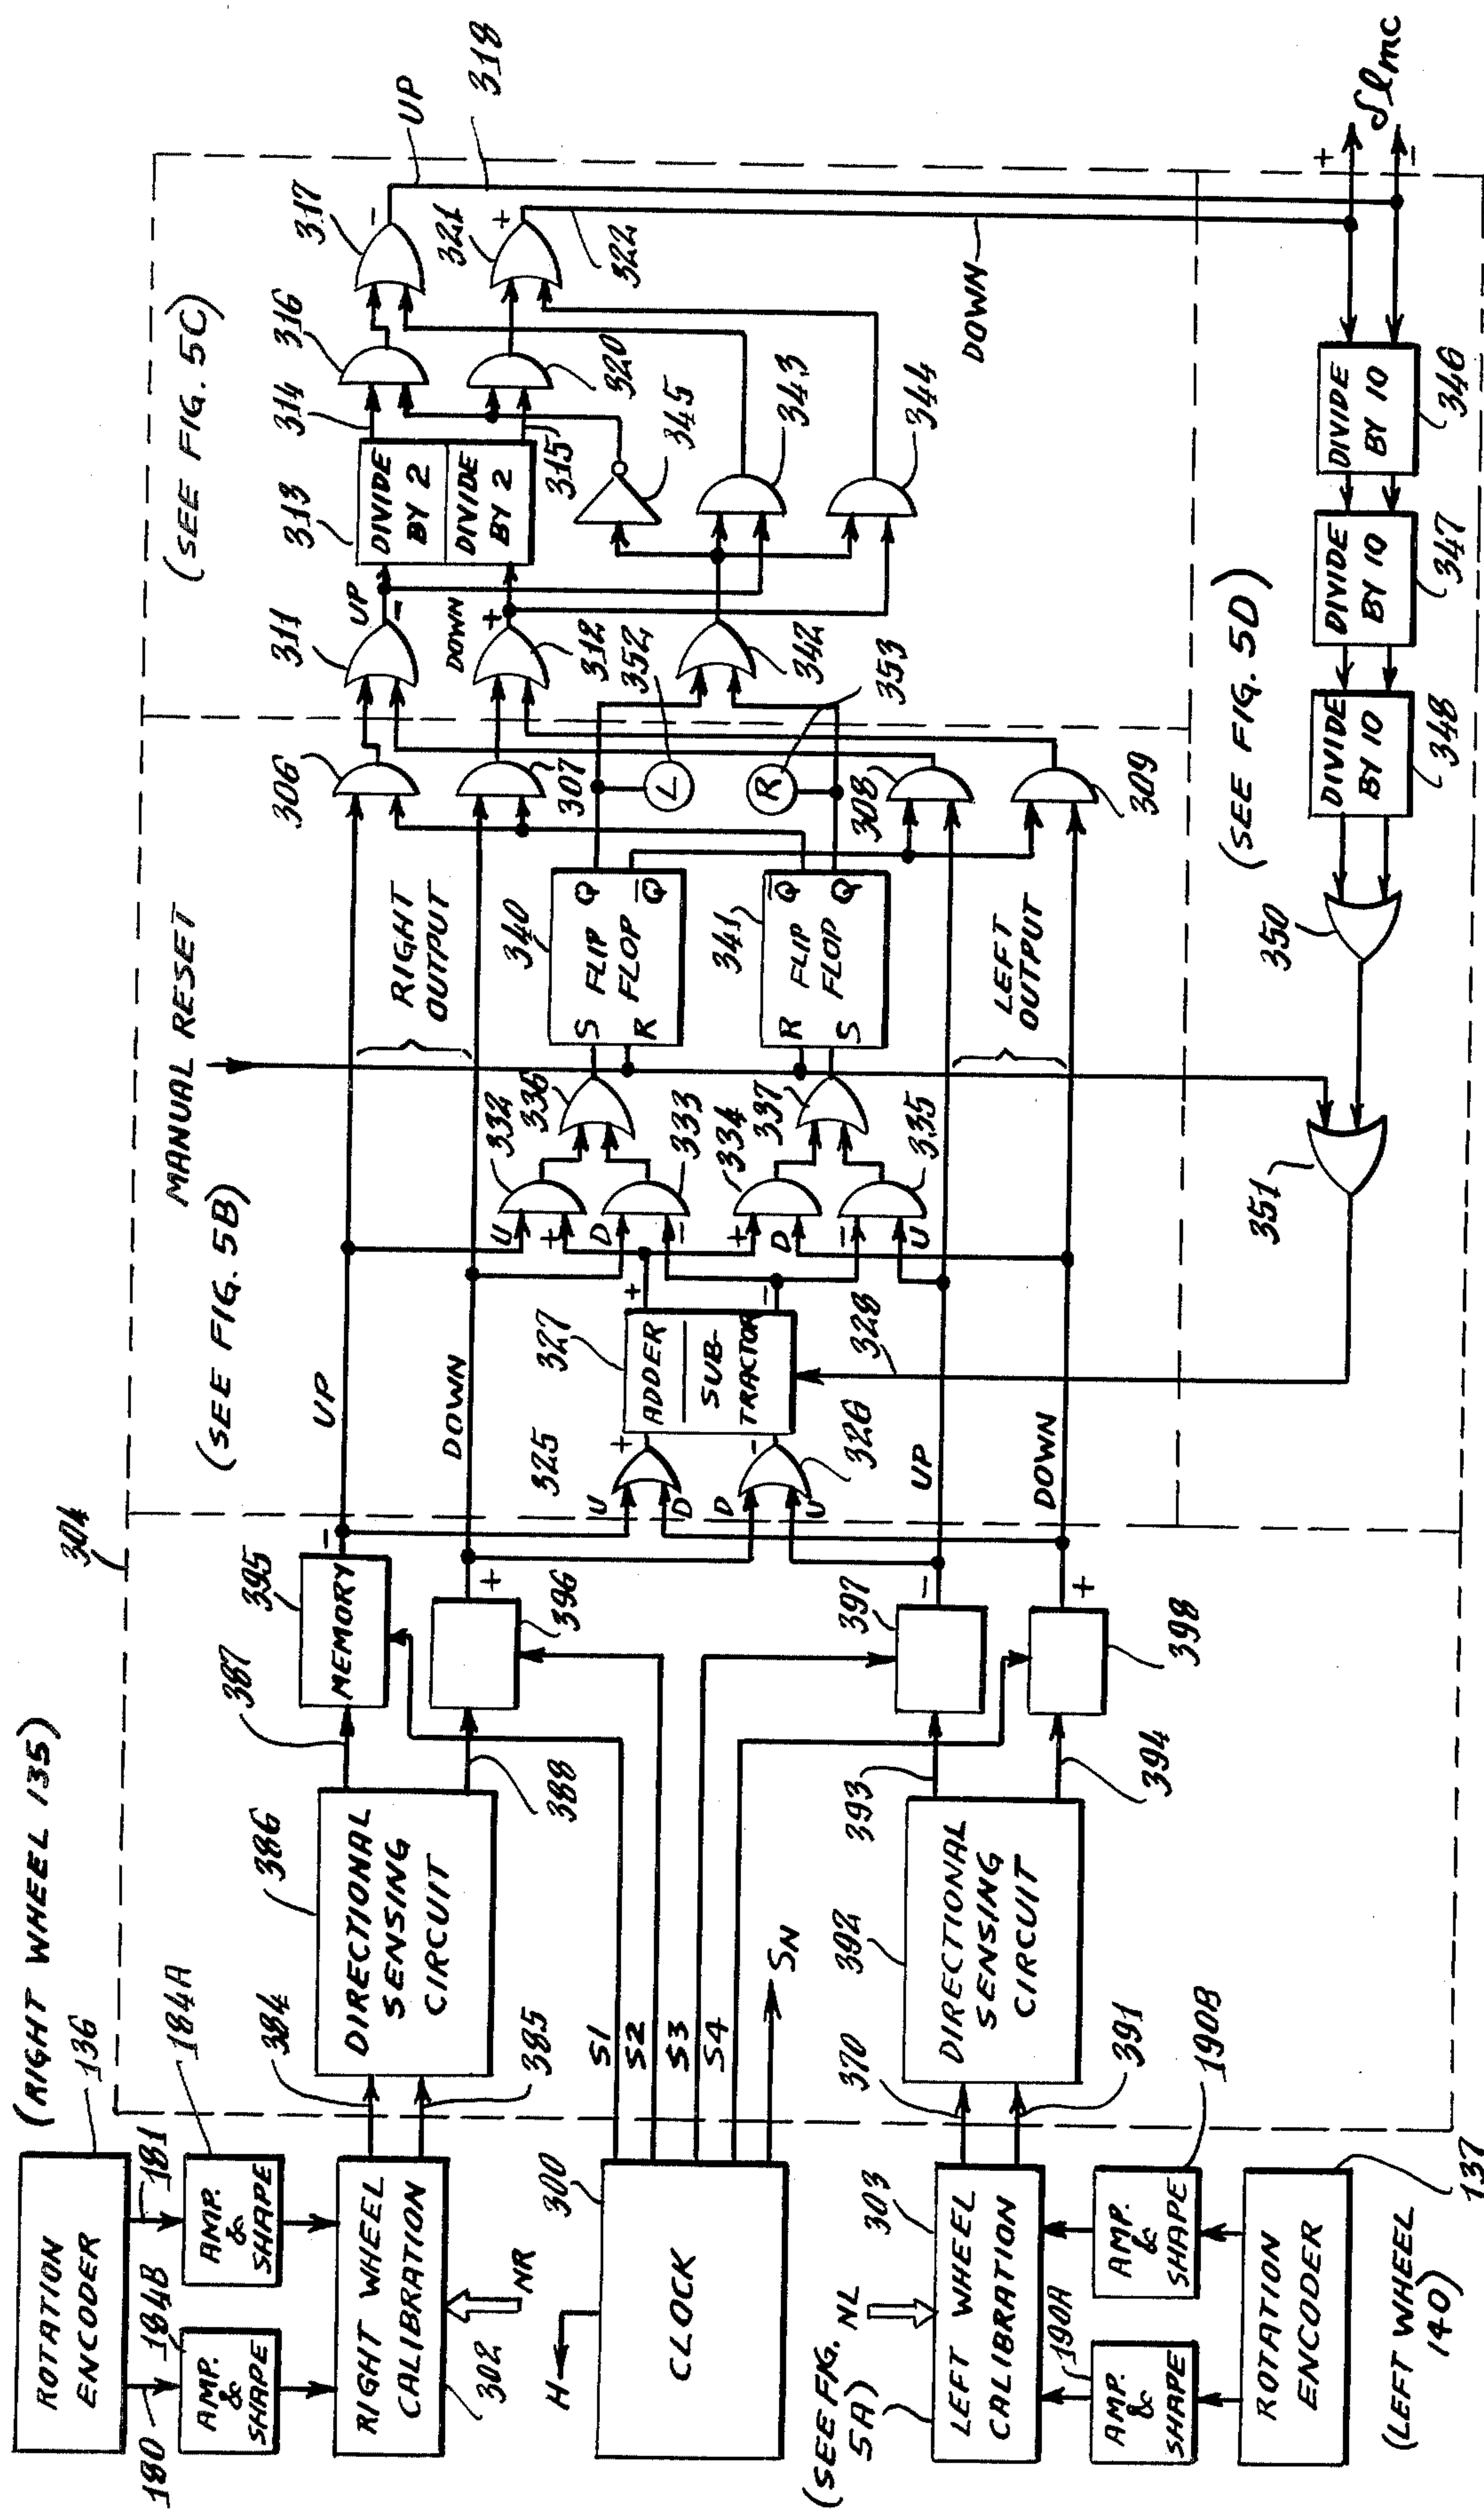 (RIGHT WHEEL 135)
ROTATION
ENCODER
136
180
181
184B
184A
AMP.
&
SHAPE
AMP.
&
SHAPE
RIGHT WHEEL
CALIBRATION
302
NR
384
385
H
CLOCK
300
S1
S2
S3
S4
SN
(SEE FIG.
5A)
NL
LEFT WHEEL
CALIBRATION
303
370
391
190A
190B
AMP.
&
SHAPE
AMP.
&
SHAPE
ROTATION
ENCODER
137
(LEFT WHEEL
140)
304
DIRECTIONAL
SENSING
CIRCUIT
386
387
388
MEMORY
395
-
396
+
DIRECTIONAL
SENSING
CIRCUIT
392
393
394
397
-
398
+
(SEE FIG. 5B)
MANUAL RESET
UP
DOWN
UP
DOWN
U
D
D
U
325
+
326
-
327
ADDER
SUB-
TRACTOR
328
+
-
U
+
D
-
+
D
-
U
332
333
334
335
336
337
RIGHT
OUTPUT
LEFT
OUTPUT
340
S
R
FLIP
FLOP
Q
Q̅
341
R
S
FLIP
FLOP
Q̅
Q
306
307
308
309
L
R
352
353
(SEE FIG. 5C)
311
UP
-
DOWN
+
312
342
313
DIVIDE
BY 2
DIVIDE
BY 2
314
315
345
343
344
316
320
317
-
321
+
322
UP
318
DOWN
(SEE FIG. 5D)
351
350
DIVIDE
BY 10
348
DIVIDE
BY 10
347
DIVIDE
BY 10
346
+
-
δℓmc